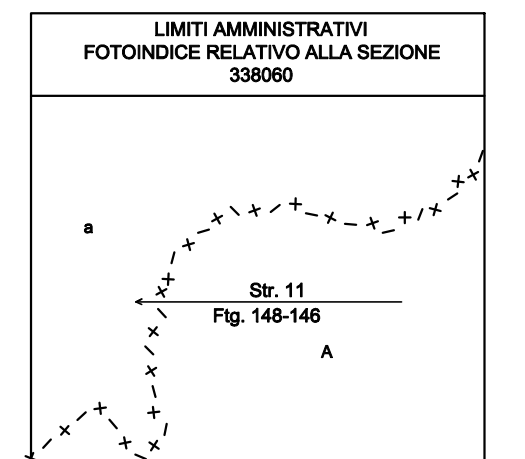 LIMITI AMMINISTRATIVI
FOTOINDICE RELATIVO ALLA SEZIONE
338060
a
Str. 11
Ftg. 148-146
A